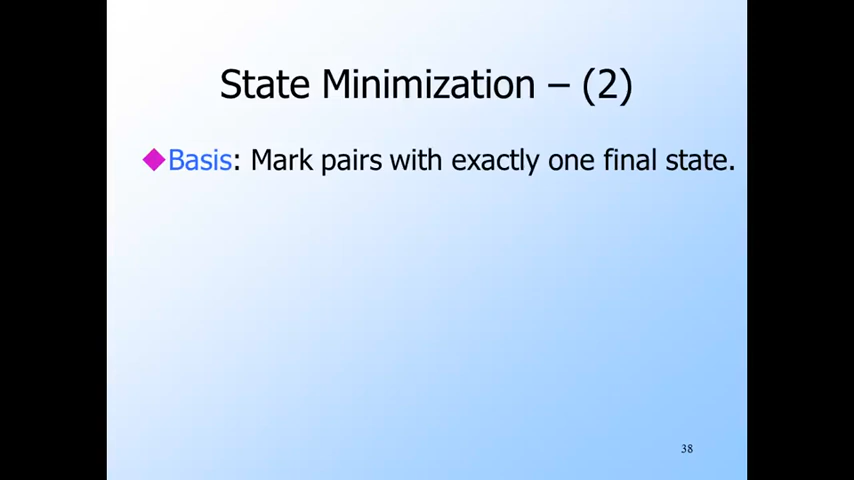 State Minimization – (2)
Basis: Mark pairs with exactly one final state.
38